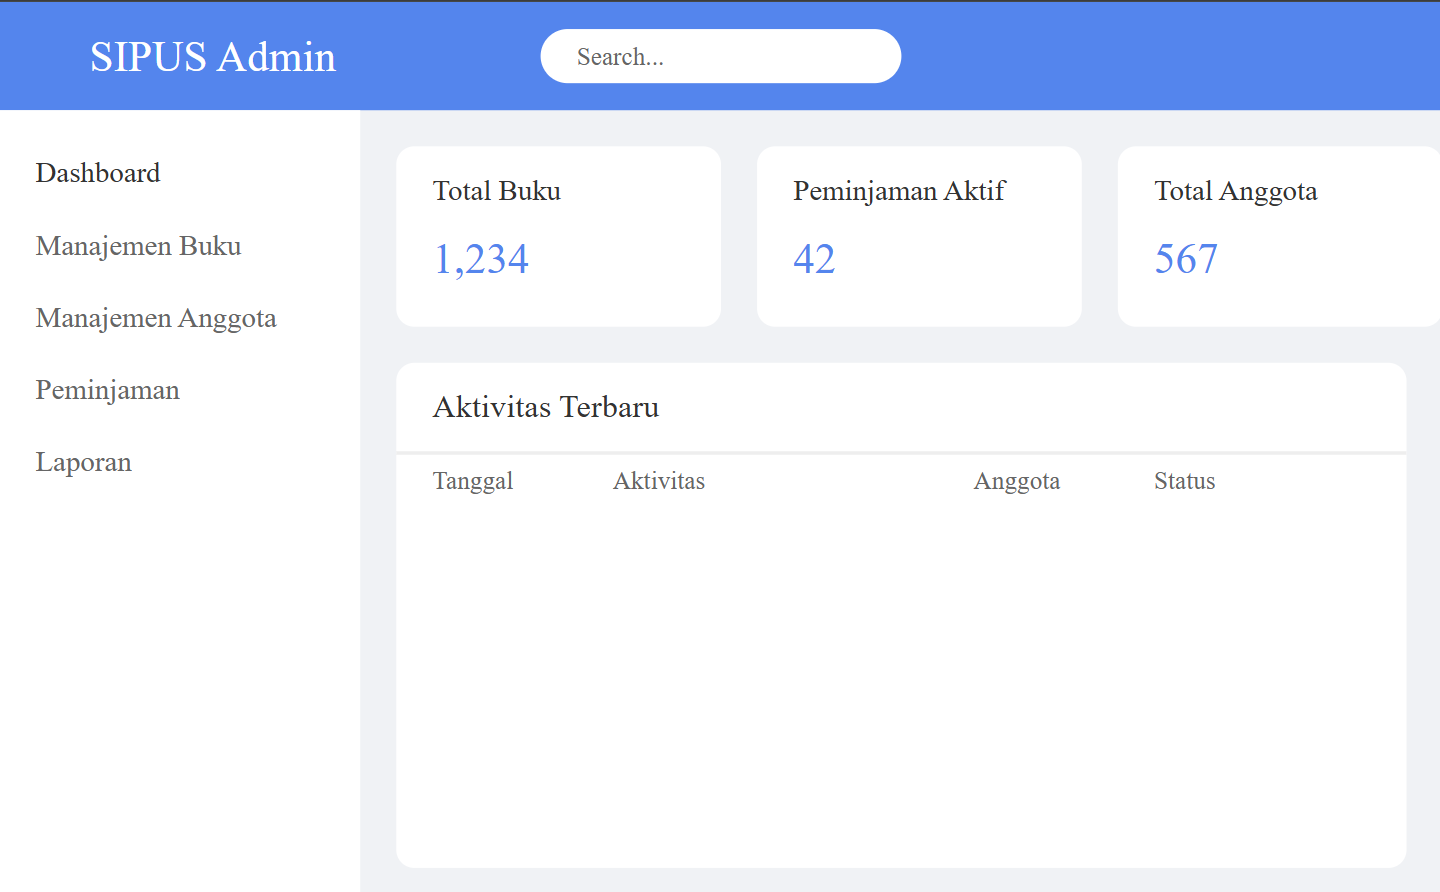 SIPUS Admin
Search...
Dashboard
Manajemen Buku
Manajemen Anggota
Peminjaman
Laporan
Total Buku
1,234
Peminjaman Aktif
42
Total Anggota
567
Aktivitas Terbaru
Tanggal Aktivitas Anggota Status